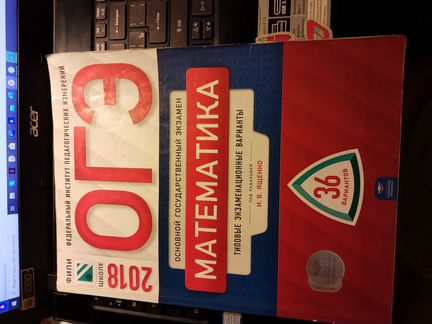 ФИПИ
ШКОЛЕ
ФЕДЕРАЛЬНЫЙ ИНСТИТУТ ПЕДАГОГИЧЕСКИХ ИЗМЕРЕНИЙ
2018
ОГЭ
ОСНОВНОЙ ГОСУДАРСТВЕННЫЙ ЭКЗАМЕН
МАТЕМАТИКА
ТИПОВЫЕ ЭКЗАМЕНАЦИОННЫЕ ВАРИАНТЫ
ПОД РЕДАКЦИЕЙ
И. В. ЯЩЕНКО
36
ВАРИАНТОВ
acer